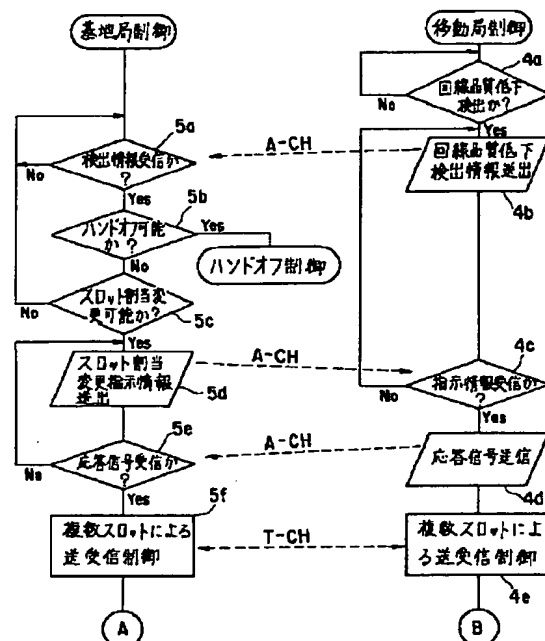 基地局制御
5a
検出情報受信か
?
No
Yes
5b
ハンドオフ可能
か?
Yes
No
ハンドオフ制御
スロット割当変
更可能か?
No
5c
Yes
スロット割当
変更指示情報
送出
5d
5e
応答信号受信か
?
No
Yes
5f
複数スロットによる
送受信制御
A
A-CH
A-CH
A-CH
T-CH
移動局制御
4a
回線品質低下
検出か?
No
Yes
回線品質低下
検出情報送出
4b
4c
指示情報受信か
?
No
Yes
応答信号送信
4d
複数スロットによ
る送受信制御
4e
B